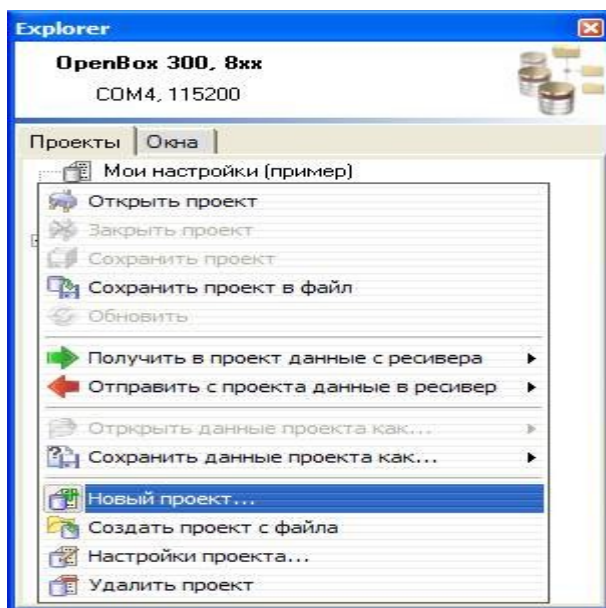 Explorer
OpenBox 300, 8xx
COM4, 115200
Проекты Окна
Мои настройки (пример)
Открыть проект
Закрыть проект
Сохранить проект
Сохранить проект в файл
Обновить
Получить в проект данные с ресивера
Отправить с проекта данные в ресивер
Отркрыть данные проекта как...
Сохранить данные проекта как...
Новый проект...
Создать проект с файла
Настройки проекта...
Удалить проект